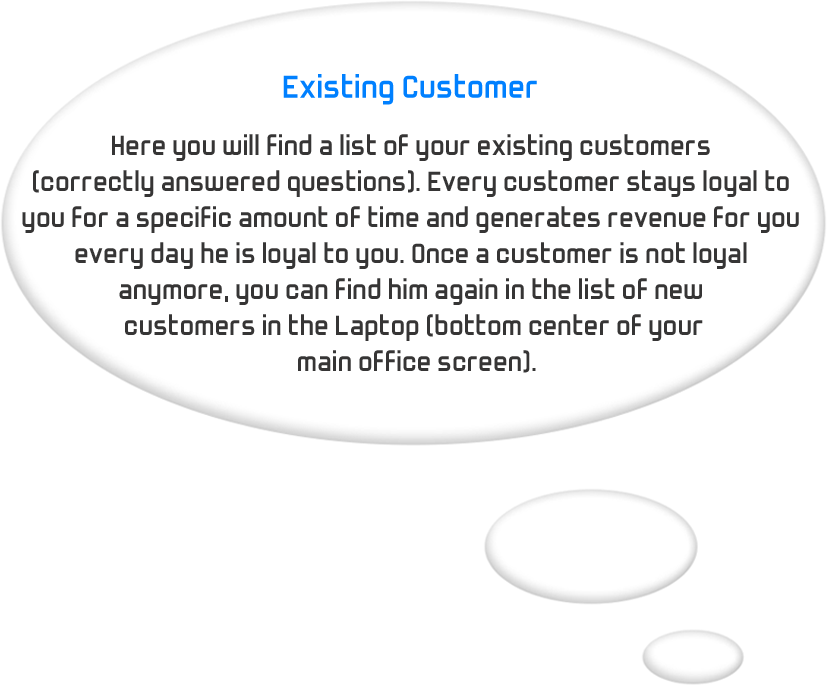 Existing Customer
Here you will find a list of your existing customers
(correctly answered questions). Every customer stays loyal to
you for a specific amount of time and generates revenue for you
every day he is loyal to you. Once a customer is not loyal
anymore, you can find him again in the list of new
customers in the Laptop (bottom center of your
main office screen).